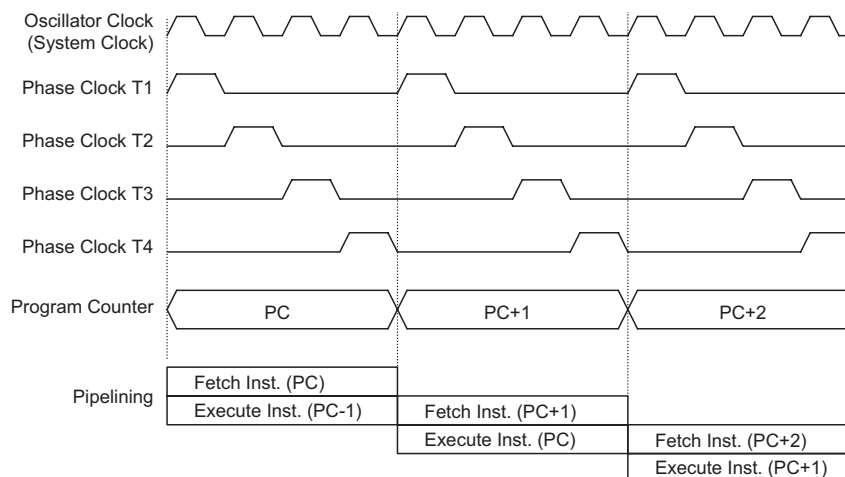 Oscillator Clock
(System Clock)
Phase Clock T1
Phase Clock T2
Phase Clock T3
Phase Clock T4
Program Counter
PC
PC+1
PC+2
Pipelining
Fetch Inst. (PC)
Execute Inst. (PC-1)
Fetch Inst. (PC+1)
Execute Inst. (PC)
Fetch Inst. (PC+2)
Execute Inst. (PC+1)